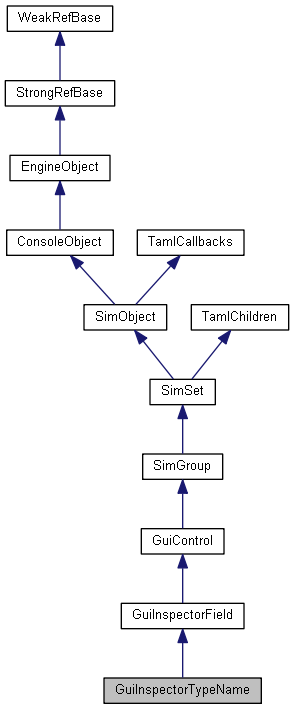 WeakRefBase
StrongRefBase
EngineObject
ConsoleObject
TamlCallbacks
SimObject
TamlChildren
SimSet
SimGroup
GuiControl
GuiInspectorField
GuiInspectorTypeName